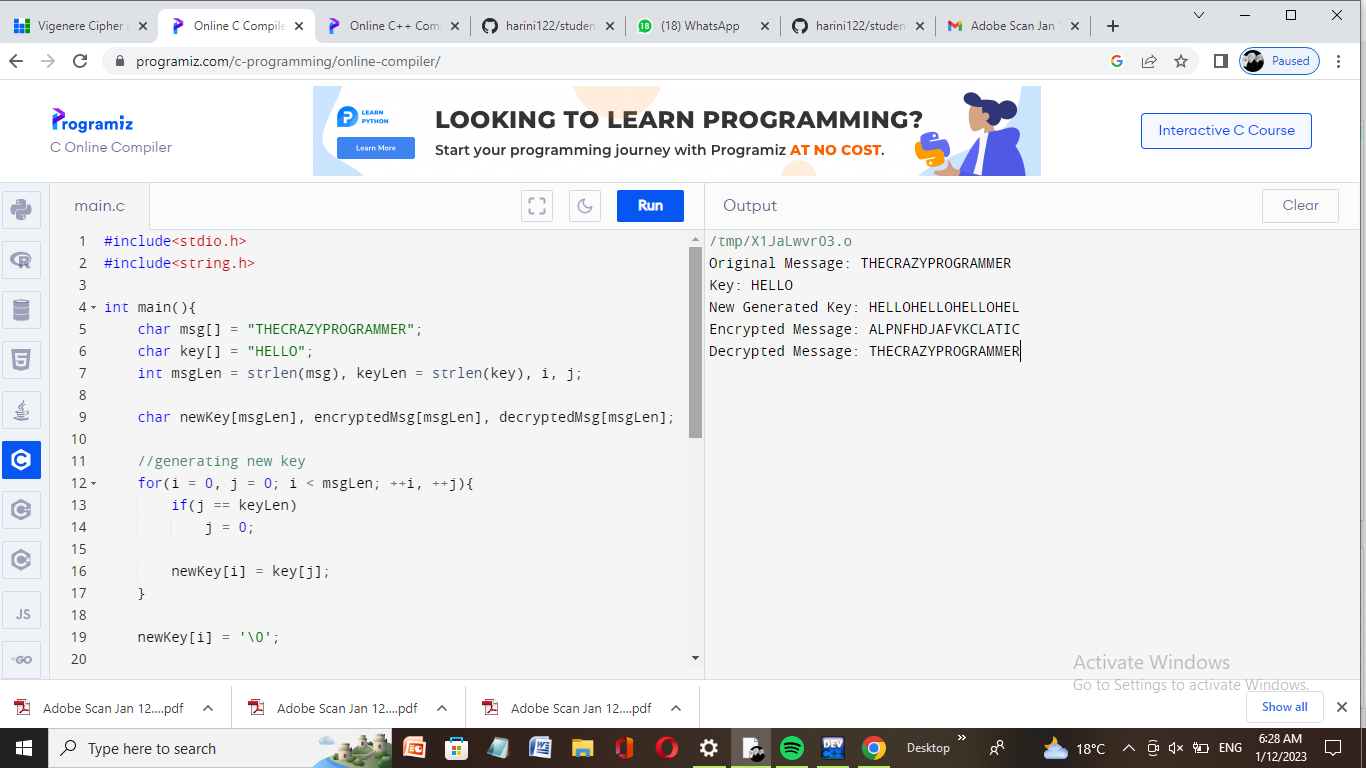 Vigenere Cipher
Online C Compile
Online C++ Com
harini122/studen
(18) WhatsApp
harini122/studen
Adobe Scan Jan
programiz.com/c-programming/online-compiler/
Paused
Programiz
C Online Compiler
LEARN
PYTHON
Learn More
LOOKING TO LEARN PROGRAMMING?
Start your programming journey with Programiz AT NO COST.
Interactive C Course
main.c
Run
Output
Clear
1 #include<stdio.h>
2 #include<string.h>
3
4 int main(){
5 char msg[] = "THECRAZYPROGRAMMER";
6 char key[] = "HELLO";
7 int msgLen = strlen(msg), keyLen = strlen(key), i, j;
8
9 char newKey[msgLen], encryptedMsg[msgLen], decryptedMsg[msgLen];
10
11 //generating new key
12 for(i = 0, j = 0; i < msgLen; ++i, ++j){
13 if(j == keyLen)
14 j = 0;
15
16 newKey[i] = key[j];
17 }
18
19 newKey[i] = '\0';
20
/tmp/X1JaLwvrO3.o
Original Message: THECRAZYPROGRAMMER
Key: HELLO
New Generated Key: HELLOHELLOHELLOHEL
Encrypted Message: ALPNFHDJAFVKCLATIC
Decrypted Message: THECRAZYPROGRAMMER
JS
GO
Activate Windows
Go to Settings to activate Windows.
Adobe Scan Jan 12....pdf
Adobe Scan Jan 12....pdf
Adobe Scan Jan 12....pdf
Show all
Type here to search
DEV
Desktop
18°C
ENG
6:28 AM
1/12/2023